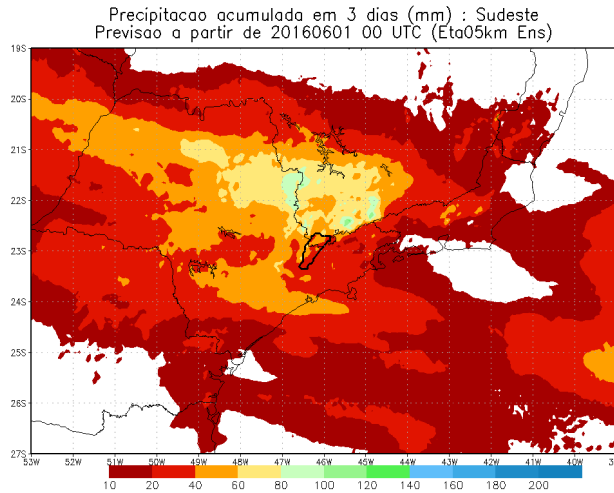 Precipitacao acumulada em 3 dias (mm) : Sudeste
Previsao a partir de 20160601 00 UTC (Eta05km Ens)
19S
20S
21S
22S
23S
24S
25S
26S
27S
53W 52W 51W 50W 49W 48W 47W 46W 45W 44W 43W 42W 41W 40W
10 20 40 60 80 100 120 140 160 180 200